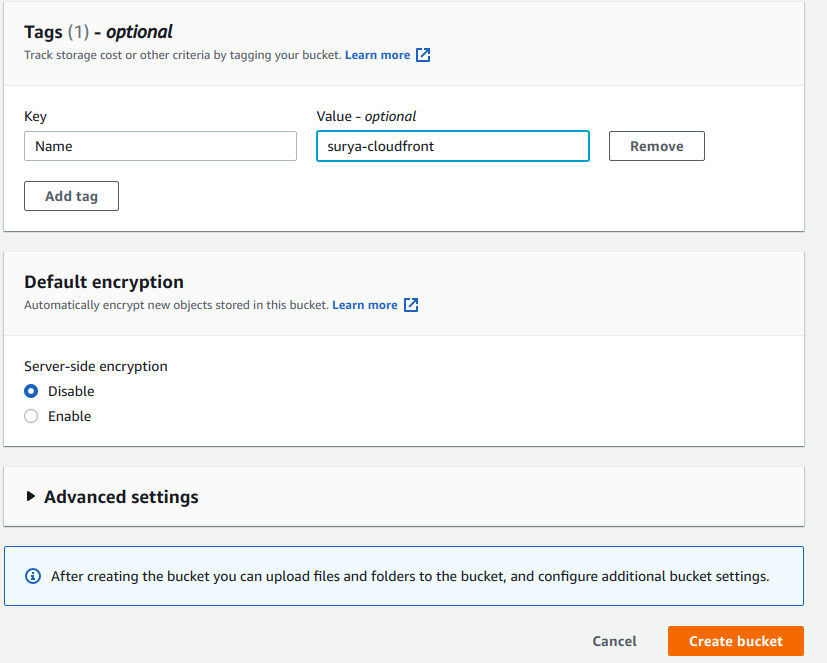 Tags (1) - optional
Track storage cost or other criteria by tagging your bucket. Learn more
Key
Value - optional
Name
surya-cloudfront
Remove
Add tag
Default encryption
Automatically encrypt new objects stored in this bucket. Learn more
Server-side encryption
Disable
Enable
Advanced settings
After creating the bucket you can upload files and folders to the bucket, and configure additional bucket settings.
Cancel
Create bucket